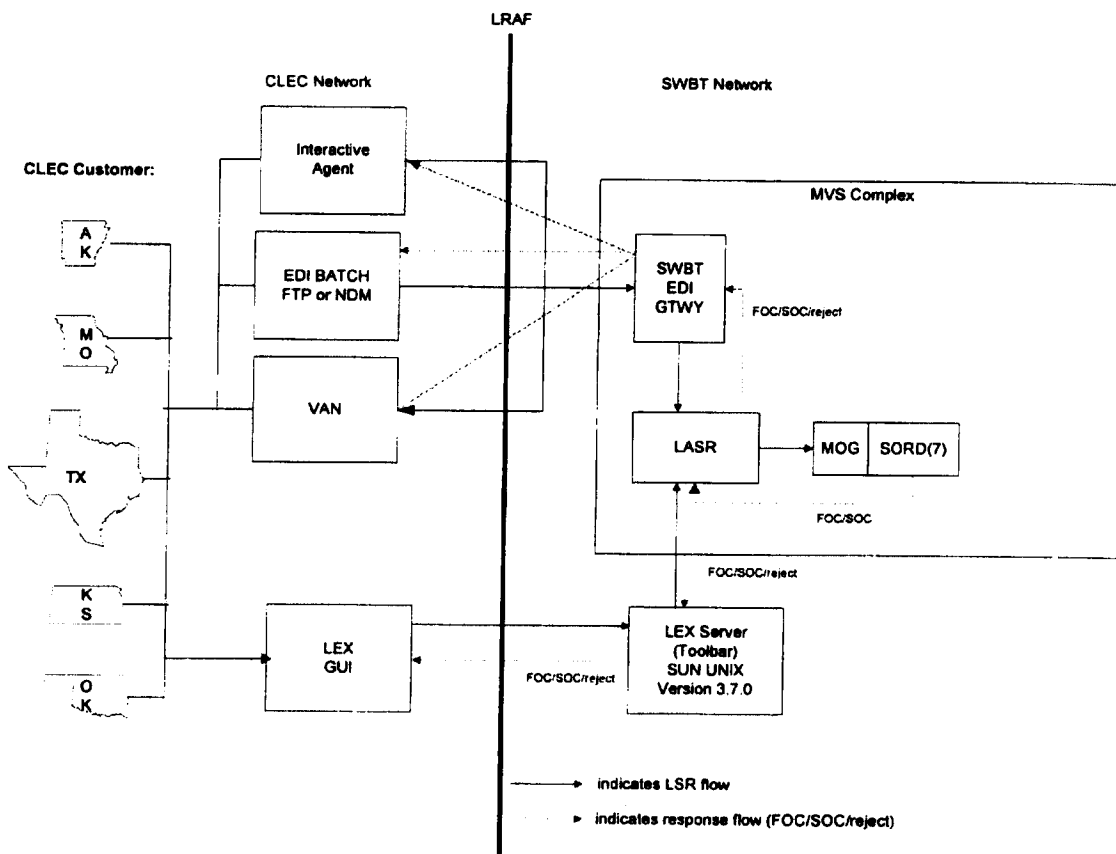 LRAF
CLEC Network
SWBT Network
Interactive
Agent
CLEC Customer:
MVS Complex
A
K
EDI BATCH
FTP or NDM
SWBT
EDI
GTWY
FOC/SOC/reject
M
O
VAN
LASR
MOG
SORD(7)
TX
FOC/SOC
FOC/SOC/reject
K
S
LEX
GUI
LEX Server
(Toolbar)
SUN UNIX
Version 3.7.0
FOC/SOC/reject
O
K
indicates LSR flow
indicates response flow (FOC/SOC/reject)